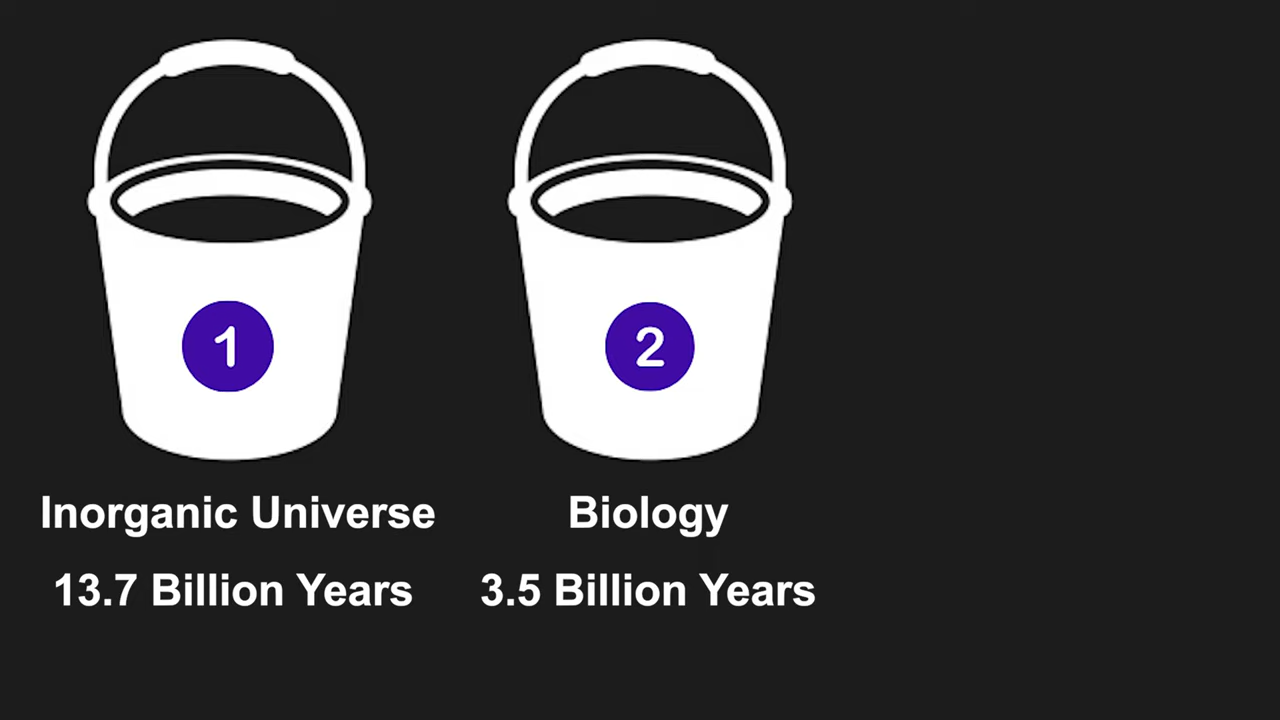 1
2
Inorganic Universe
Biology
13.7 Billion Years
3.5 Billion Years